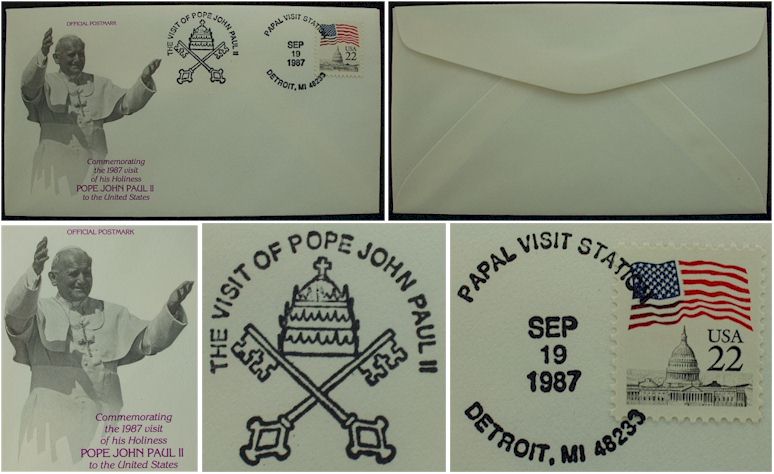 OFFICIAL POSTMARK
THE VISIT OF POPE JOHN PAUL II
PAPAL VISIT STATION
SEP
19
1987
DETROIT, MI 48233
USA
22
Commemorating
the 1987 visit
of his Holiness
POPE JOHN PAUL II
to the United States
OFFICIAL POSTMARK
Commemorating
the 1987 visit
of his Holiness
POPE JOHN PAUL II
to the United States
THE VISIT OF POPE JOHN PAUL II
PAPAL VISIT STATION
SEP
19
1987
DETROIT, MI 48233
USA
22